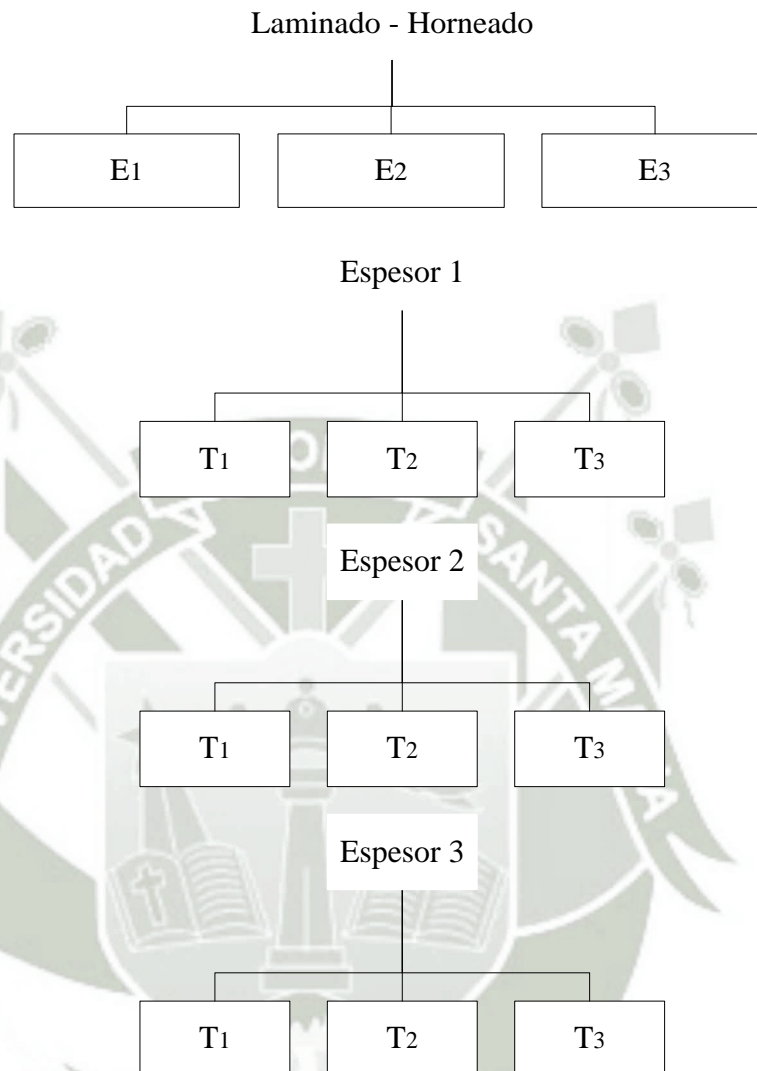 Laminado - Horneado
E1 E2 E3
Espesor 1
T1 T2 T3
Espesor 2
T1 T2 T3
Espesor 3
T1 T2 T3
SANTA